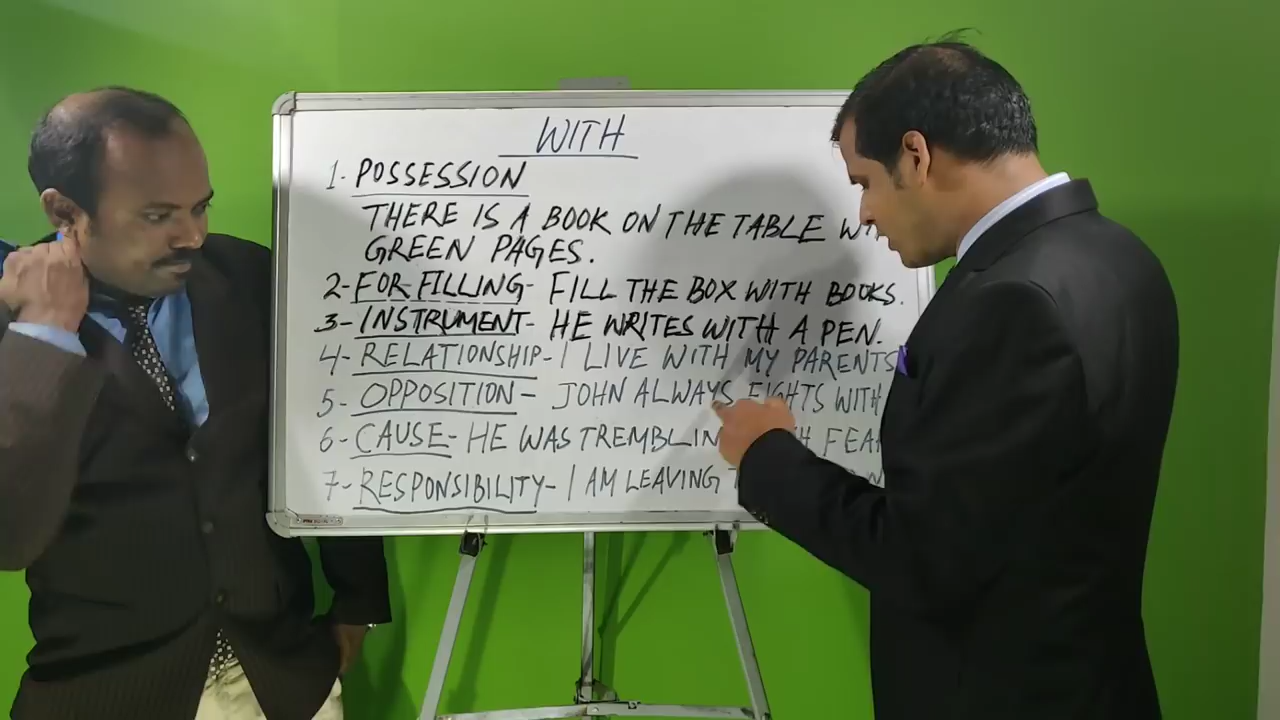 WITH
1. POSSESSION
THERE IS A BOOK ON THE TABLE
GREEN PAGES.
2- FOR FILLING- FILL THE BOX WITH BOOKS.
3- INSTRUMENT- HE WRITES WITH A PEN.
4- RELATIONSHIP- I LIVE WITH MY PARENTS
5- OPPOSITION- JOHN ALWAYS FIGHTS WITH
6- CAUSE- HE WAS
7- RESPONSIBILITY- I AM LEAVING